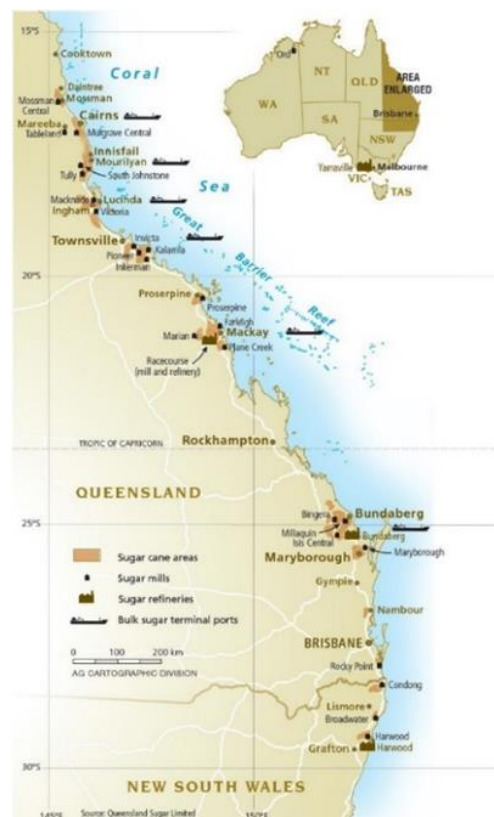 15°S
Cooktown
Coral
Daintree
Mossman
Mossman
Central
Cairns
Mareeba
Tableland
Mulgrave Central
Innisfail
Mourilyan
South Johnstone
Tully
Sea
Macknade
Lucinda
Ingham
Victoria
Great
Townsville
Invicta
Pioneer
Kalamia
Inkerman
Barrier
20°S
Proserpine
Proserpine
Reef
Farleigh
Marian
Mackay
Plane Creek
Racecourse
(mill and refinery)
Rockhampton
TROPIC OF CAPRICORN
QUEENSLAND
Bingera
Bundaberg
25°S
Millaquin
Bundaberg
Isis Central
Maryborough
Maryborough
Gympie
Nambour
Sugar cane areas
Sugar mills
Sugar refineries
Bulk sugar terminal ports
0 50 100 200 km
AG CARTOGRAPHIC DIVISION
BRISBANE
Rocky Point
Condong
Lismore
Broadwater
Harwood
Grafton
Harwood
30°S
NEW SOUTH WALES
145°S
150°S
Source: Queensland Sugar Limited
Ord
NT
QLD
AREA
ENLARGED
WA
SA
Brisbane
NSW
Yarraville
Melbourne
VIC
TAS